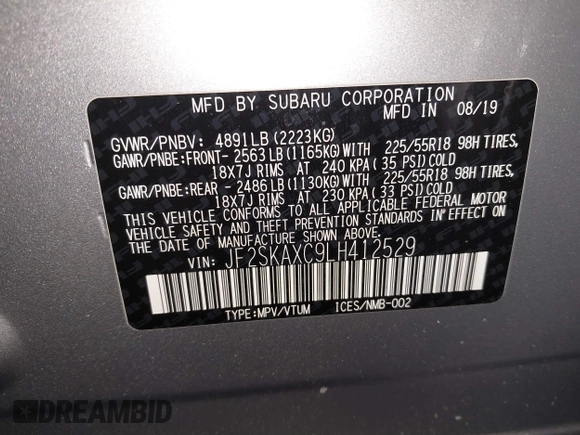 MFD BY SUBARU CORPORATION
MFD IN 08/19
GVWR/PNBV: 4891LB(2223KG)
GAWR/PNBE:FRONT- 2563LB(1165KG)WITH 225/55R18 98H TIRES,
18X7J RIMS AT 240 KPA(35 PSI)COLD
GAWR/PNBE:REAR - 2486LB(1130KG)WITH 225/55R18 98H TIRES,
18X7J RIMS AT 230 KPA(33 PSI)COLD
THIS VEHICLE CONFORMS TO ALL APPLICABLE FEDERAL MOTOR
VEHICLE SAFETY AND THEFT PREVENTION STANDARDS IN EFFECT ON
THE DATE OF MANUFACTURE SHOWN ABOVE.
VIN: JF2SKAXC9LH412529
TYPE:MPV/VTUM ICES/NMB-002
DREAMBID